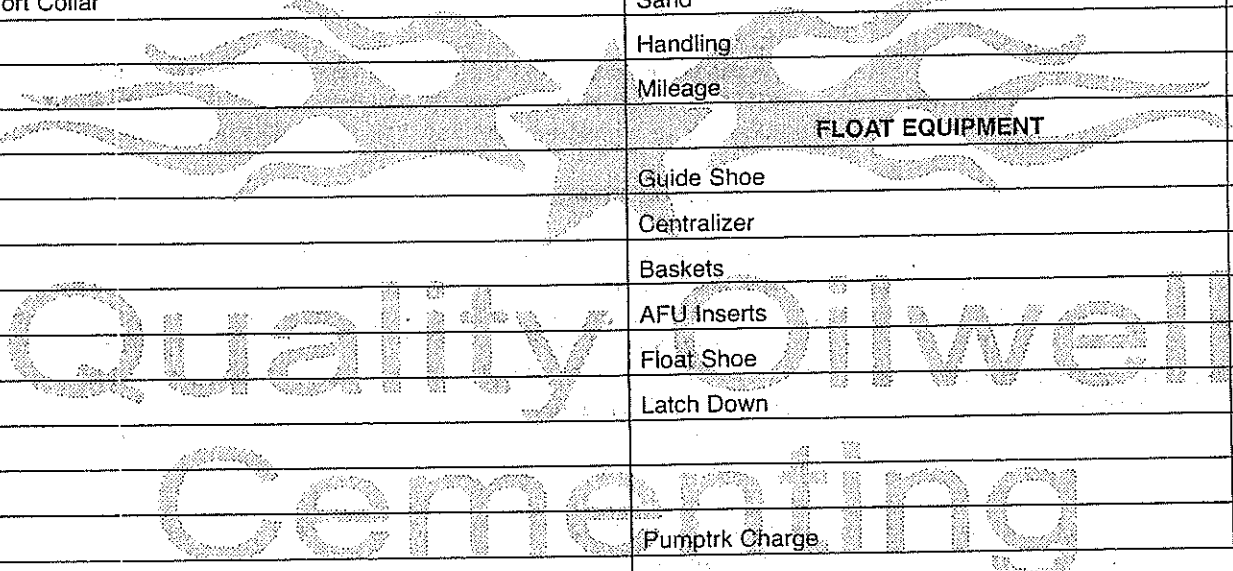 ort Collar
Sand
Handling
Mileage
FLOAT EQUIPMENT
Guide Shoe
Centralizer
Baskets
AFU Inserts
Float Shoe
Latch Down
Quality Oilwell
Cementing
Pumptrk Charge